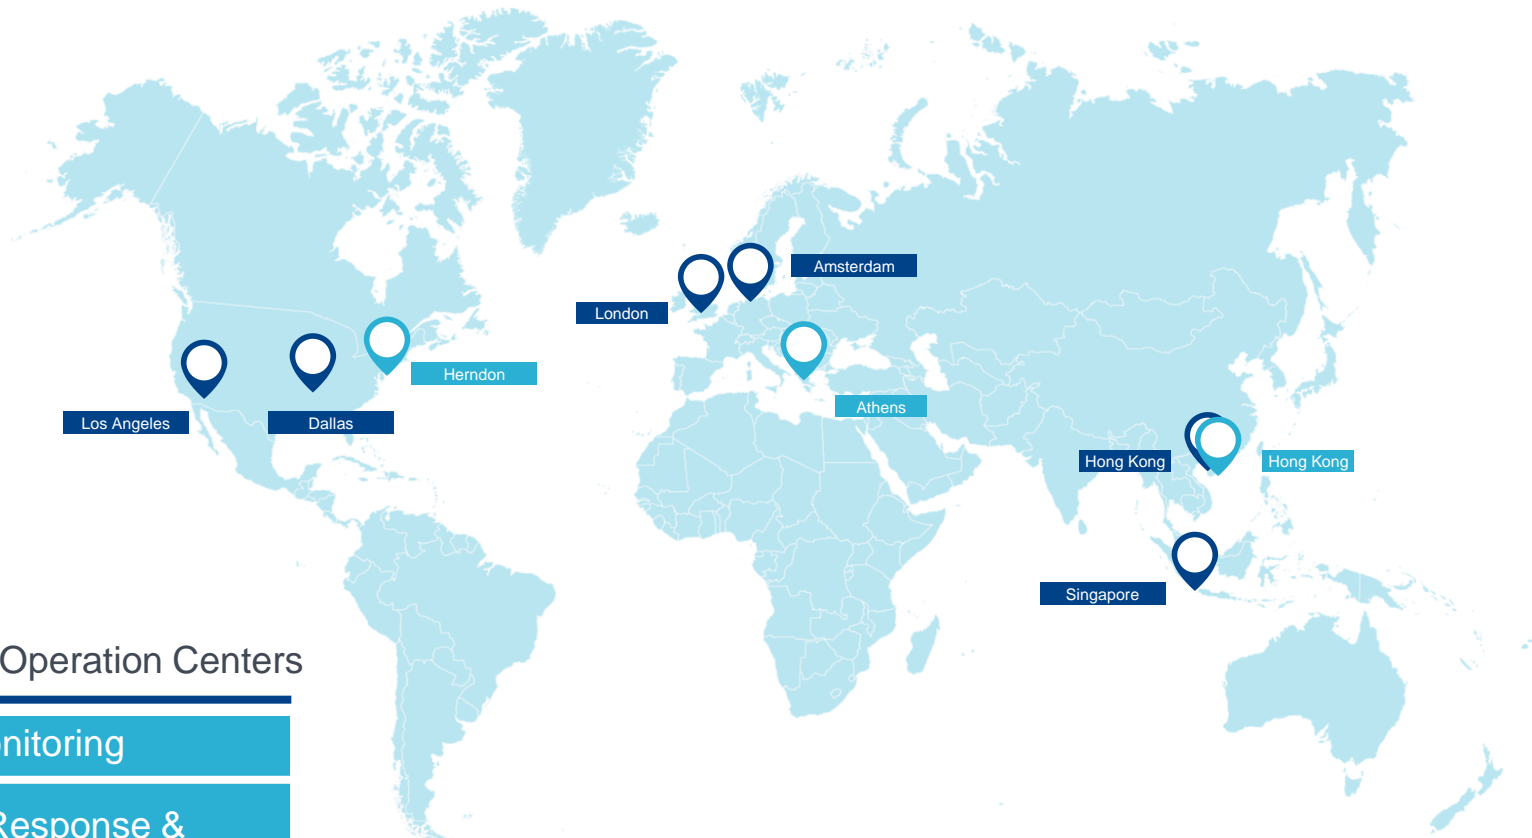 Amsterdam
London
Herndon
Los Angeles
Dallas
Athens
Hong Kong
Hong Kong
Singapore
Operation Centers
nitoring
Response &